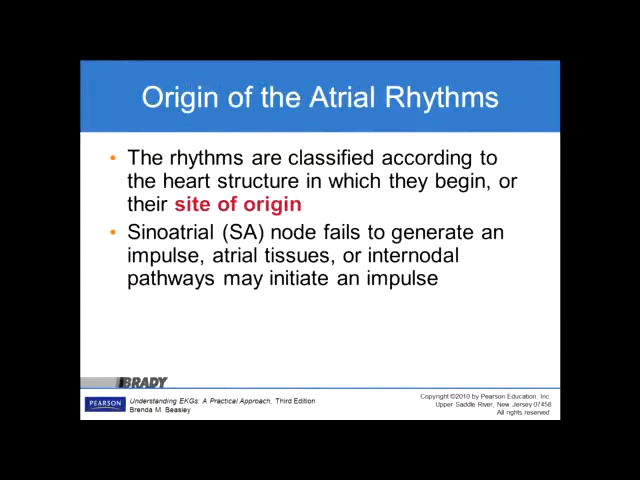 Origin of the Atrial Rhythms
• The rhythms are classified according to
the heart structure in which they begin, or
their site of origin
• Sinoatrial (SA) node fails to generate an
impulse, atrial tissues, or internodal
pathways may initiate an impulse
BRADY
PEARSON
Understanding EKGs: A Practical Approach, Third Edition
Brenda M. Beasley
Copyright ©2010 by Pearson Education, Inc.
Upper Saddle River, New Jersey 07458
All rights reserved.